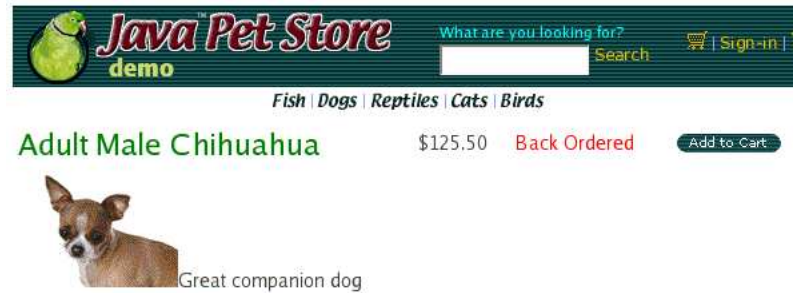 Java™ Pet Store
demo
What are you looking for?
Search
| Sign-in |
Fish | Dogs | Reptiles | Cats | Birds
Adult Male Chihuahua
$125.50
Back Ordered
Add to Cart
Great companion dog